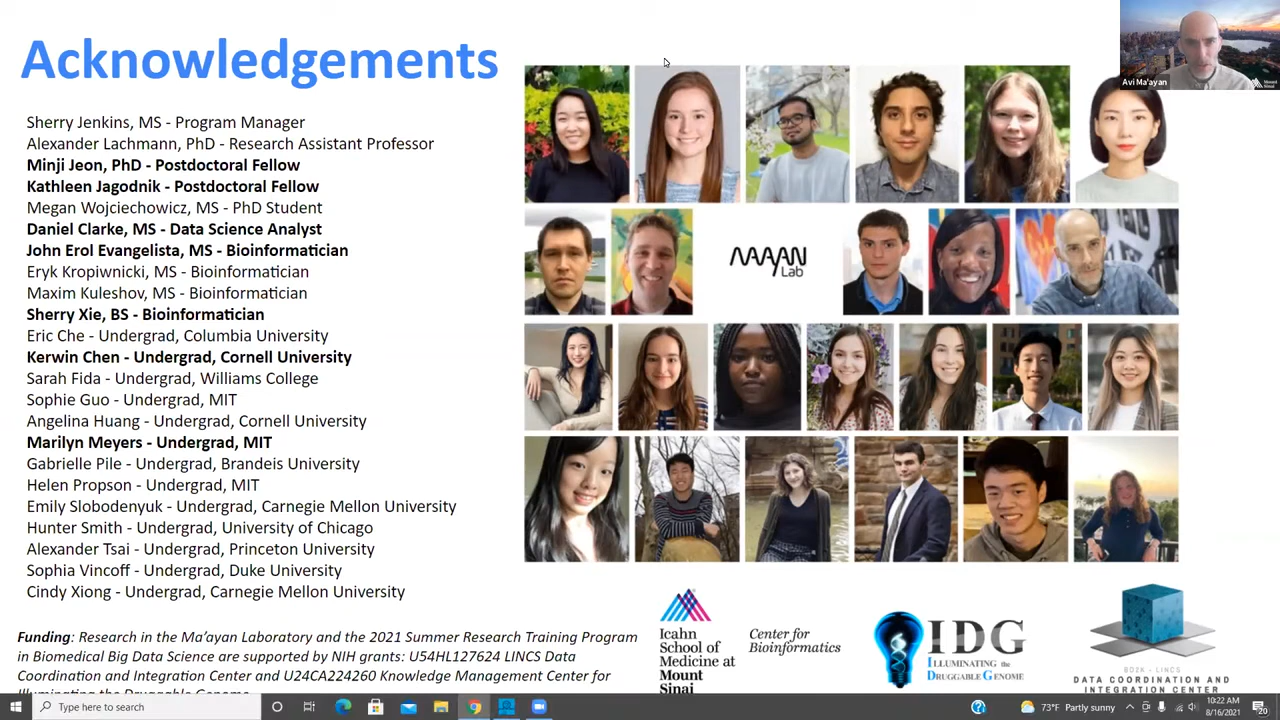 Acknowledgements
Avi Ma'ayan
Mount
Sinai
Sherry Jenkins, MS - Program Manager
Alexander Lachmann, PhD - Research Assistant Professor
Minji Jeon, PhD - Postdoctoral Fellow
Kathleen Jagodnik - Postdoctoral Fellow
Megan Wojciechowicz, MS - PhD Student
Daniel Clarke, MS - Data Science Analyst
John Erol Evangelista, MS - Bioinformatician
Eryk Kropiwnicki, MS - Bioinformatician
Maxim Kuleshov, MS - Bioinformatician
Sherry Xie, BS - Bioinformatician
Eric Che - Undergrad, Columbia University
Kerwin Chen - Undergrad, Cornell University
Sarah Fida - Undergrad, Williams College
Sophie Guo - Undergrad, MIT
Angelina Huang - Undergrad, Cornell University
Marilyn Meyers - Undergrad, MIT
Gabrielle Pile - Undergrad, Brandeis University
Helen Propson - Undergrad, MIT
Emily Slobodenyuk - Undergrad, Carnegie Mellon University
Hunter Smith - Undergrad, University of Chicago
Alexander Tsai - Undergrad, Princeton University
Sophia Vincoff - Undergrad, Duke University
Cindy Xiong - Undergrad, Carnegie Mellon University
MAAYAN
Lab
Funding: Research in the Ma'ayan Laboratory and the 2021 Summer Research Training Program
in Biomedical Big Data Science are supported by NIH grants: U54HL127624 LINCS Data
Coordination and Integration Center and U24CA224260 Knowledge Management Center for
Illuminating the Druggable Genome
Icahn
School of
Medicine at
Mount
Sinai
Center for
Bioinformatics
IDG
ILLUMINATING the
DRUGGABLE GENOME
BD2K - LINCS
DATA COORDINATION AND
INTEGRATION CENTER
Type here to search
73°F Partly sunny
10:22 AM
8/16/2021
20